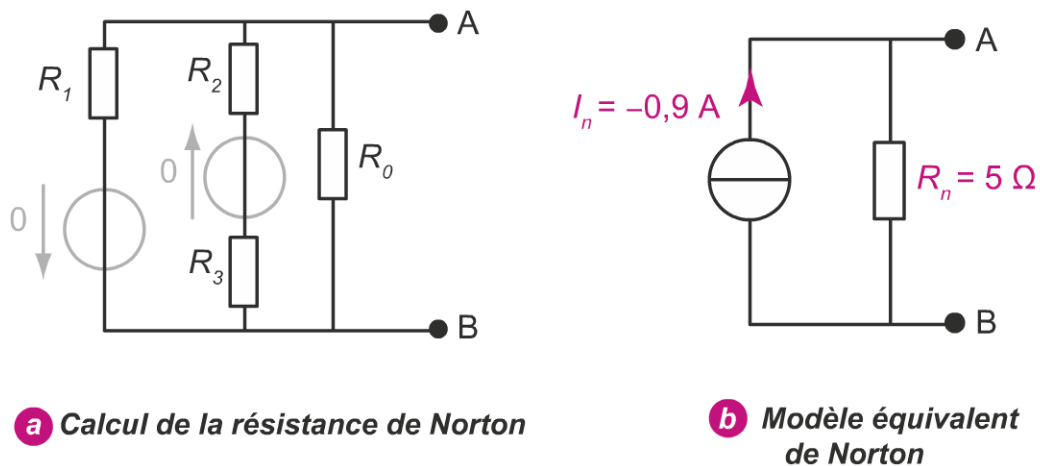 A
R₁
R₂
0
0
R₀
R₃
B
a Calcul de la résistance de Norton
A
Iₙ = −0,9 A
Rₙ = 5 Ω
B
b Modèle équivalent
de Norton